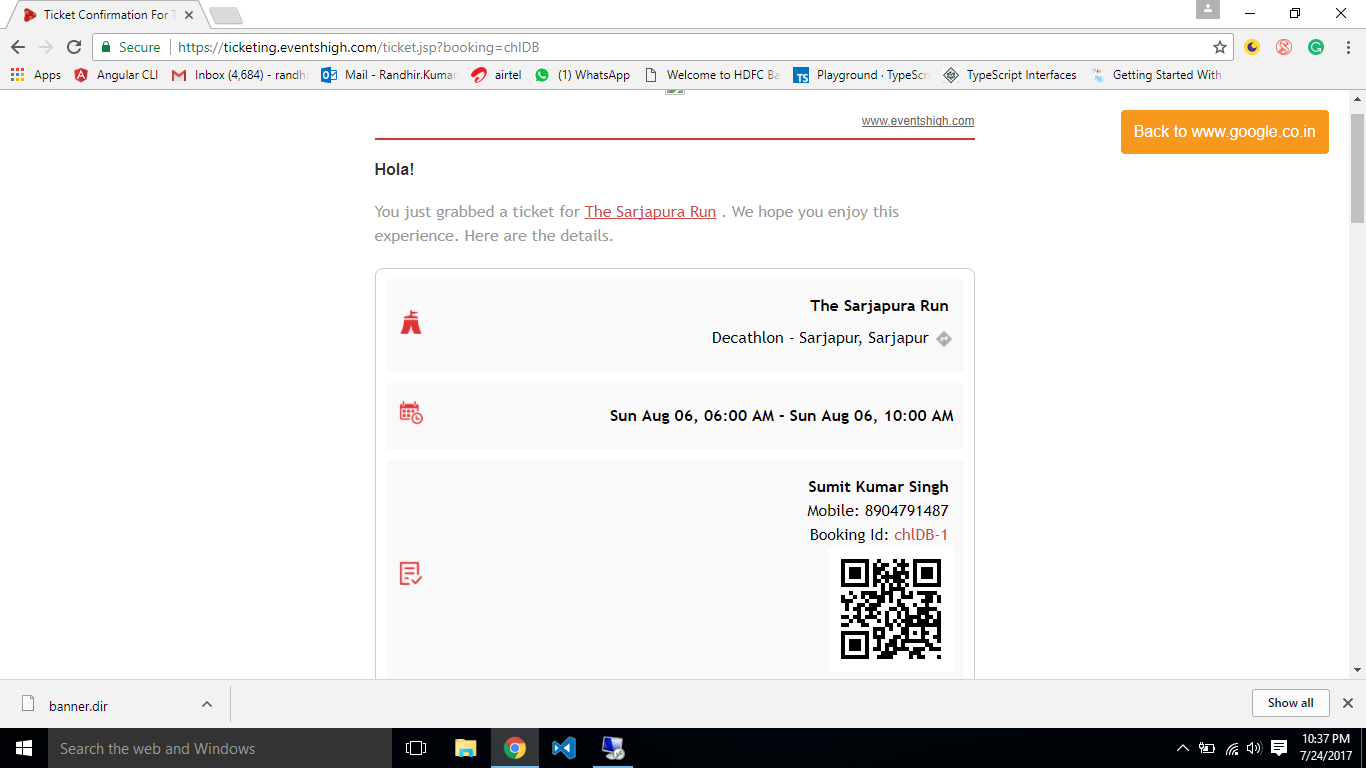 Ticket Confirmation For T
Secure
https://ticketing.eventshigh.com/ticket.jsp?booking=chlDB
Apps
Angular CLI
Inbox (4,684) - randh
Mail - Randhir.Kumar
airtel
(1) WhatsApp
Welcome to HDFC Ba
Playground · TypeScri
TS
TypeScript Interfaces
Getting Started With
www.eventshigh.com
Back to www.google.co.in
Hola!
You just grabbed a ticket for The Sarjapura Run . We hope you enjoy this
experience. Here are the details.
The Sarjapura Run
Decathlon - Sarjapur, Sarjapur
Sun Aug 06, 06:00 AM - Sun Aug 06, 10:00 AM
Sumit Kumar Singh
Mobile: 8904791487
Booking Id: chlDB-1
banner.dir
Show all
Search the web and Windows
10:37 PM
7/24/2017